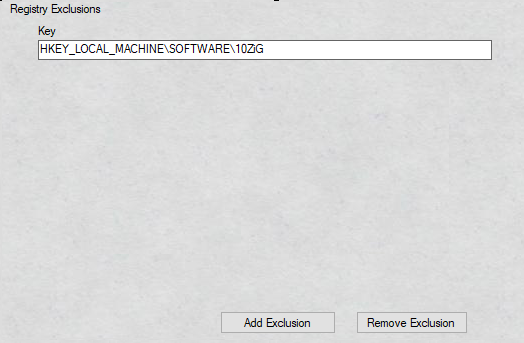 Registry Exclusions
Key
HKEY_LOCAL_MACHINE\SOFTWARE\10ZiG
Add Exclusion
Remove Exclusion